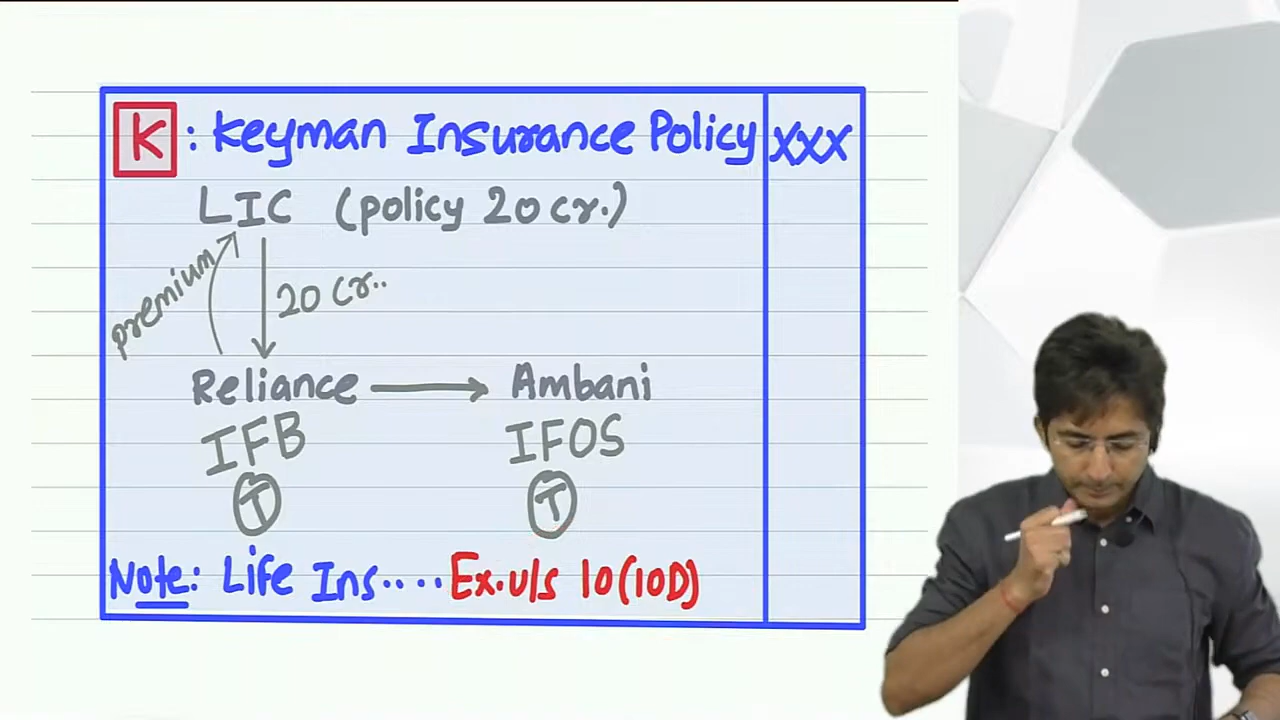 K : Keyman Insurance Policy XXX
LIC (policy 20 cr.)
premium
20 Cr..
Reliance → Ambani
IFB IFOS
T T
Note: Life Ins.... Ex. u/s 10(10D)